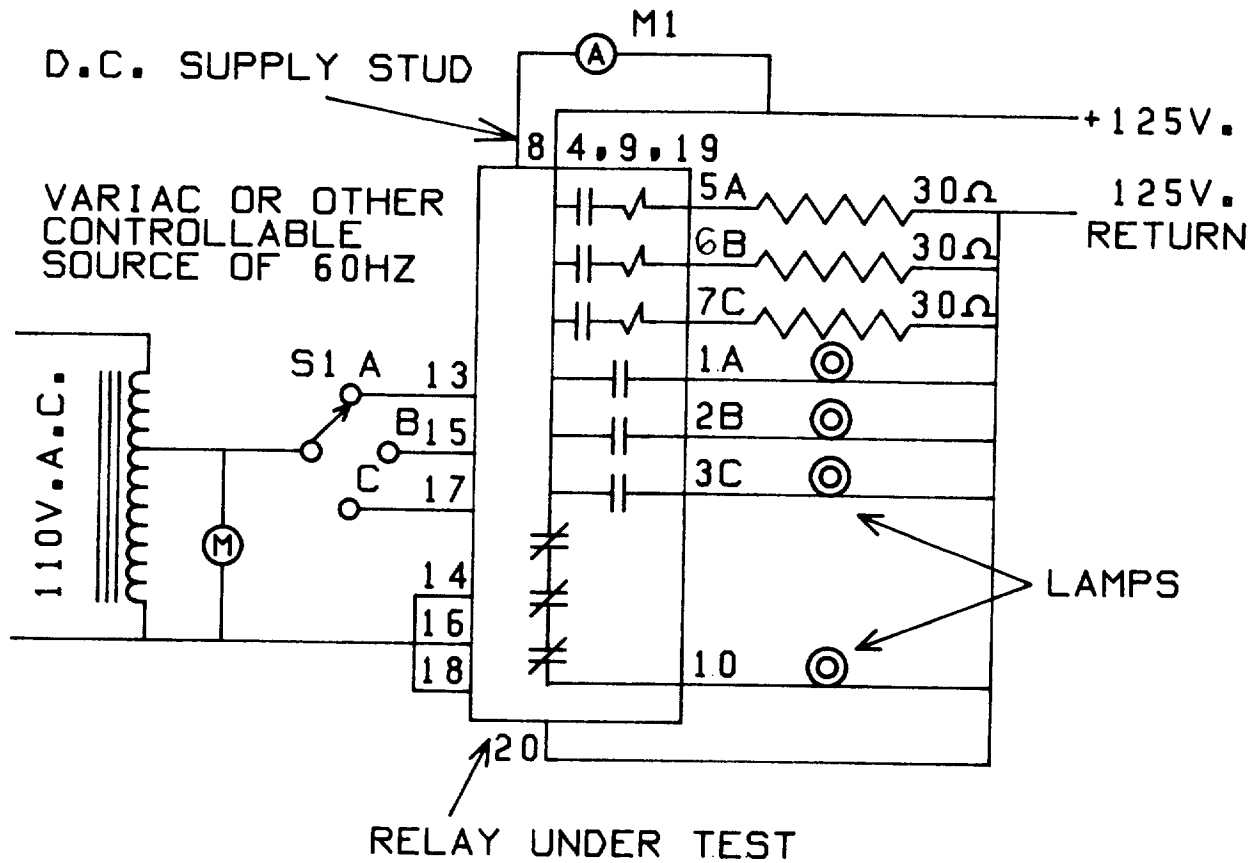 M1
A
D.C. SUPPLY STUD
+125V.
8 4,9,19
VARIAC OR OTHER
CONTROLLABLE
SOURCE OF 60HZ
5A 30Ω
125V.
RETURN
6B 30Ω
7C 30Ω
110V.A.C.
S1 A 13
1A
B 15
2B
C 17
3C
M
14
16
18
LAMPS
10
20
RELAY UNDER TEST